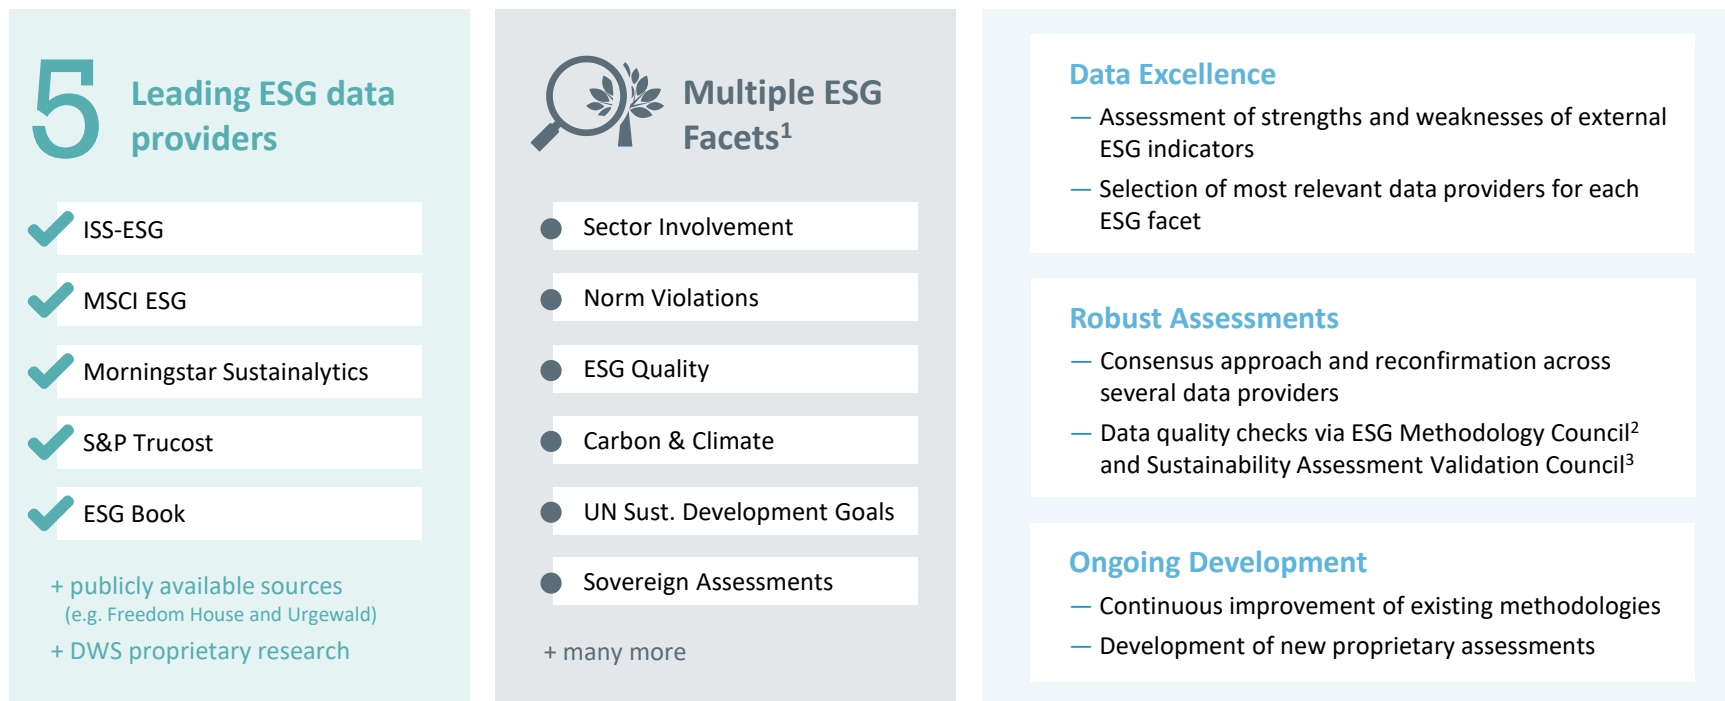 5
Leading ESG data
providers
ISS-ESG
MSCI ESG
Morningstar Sustainalytics
S&P Trucost
ESG Book
+ publicly available sources
(e.g. Freedom House and Urgewald)
+ DWS proprietary research
Multiple ESG
Facets¹
Sector Involvement
Norm Violations
ESG Quality
Carbon & Climate
UN Sust. Development Goals
Sovereign Assessments
+ many more
Data Excellence
— Assessment of strengths and weaknesses of external
ESG indicators
— Selection of most relevant data providers for each
ESG facet
Robust Assessments
— Consensus approach and reconfirmation across
several data providers
— Data quality checks via ESG Methodology Council²
and Sustainability Assessment Validation Council³
Ongoing Development
— Continuous improvement of existing methodologies
— Development of new proprietary assessments